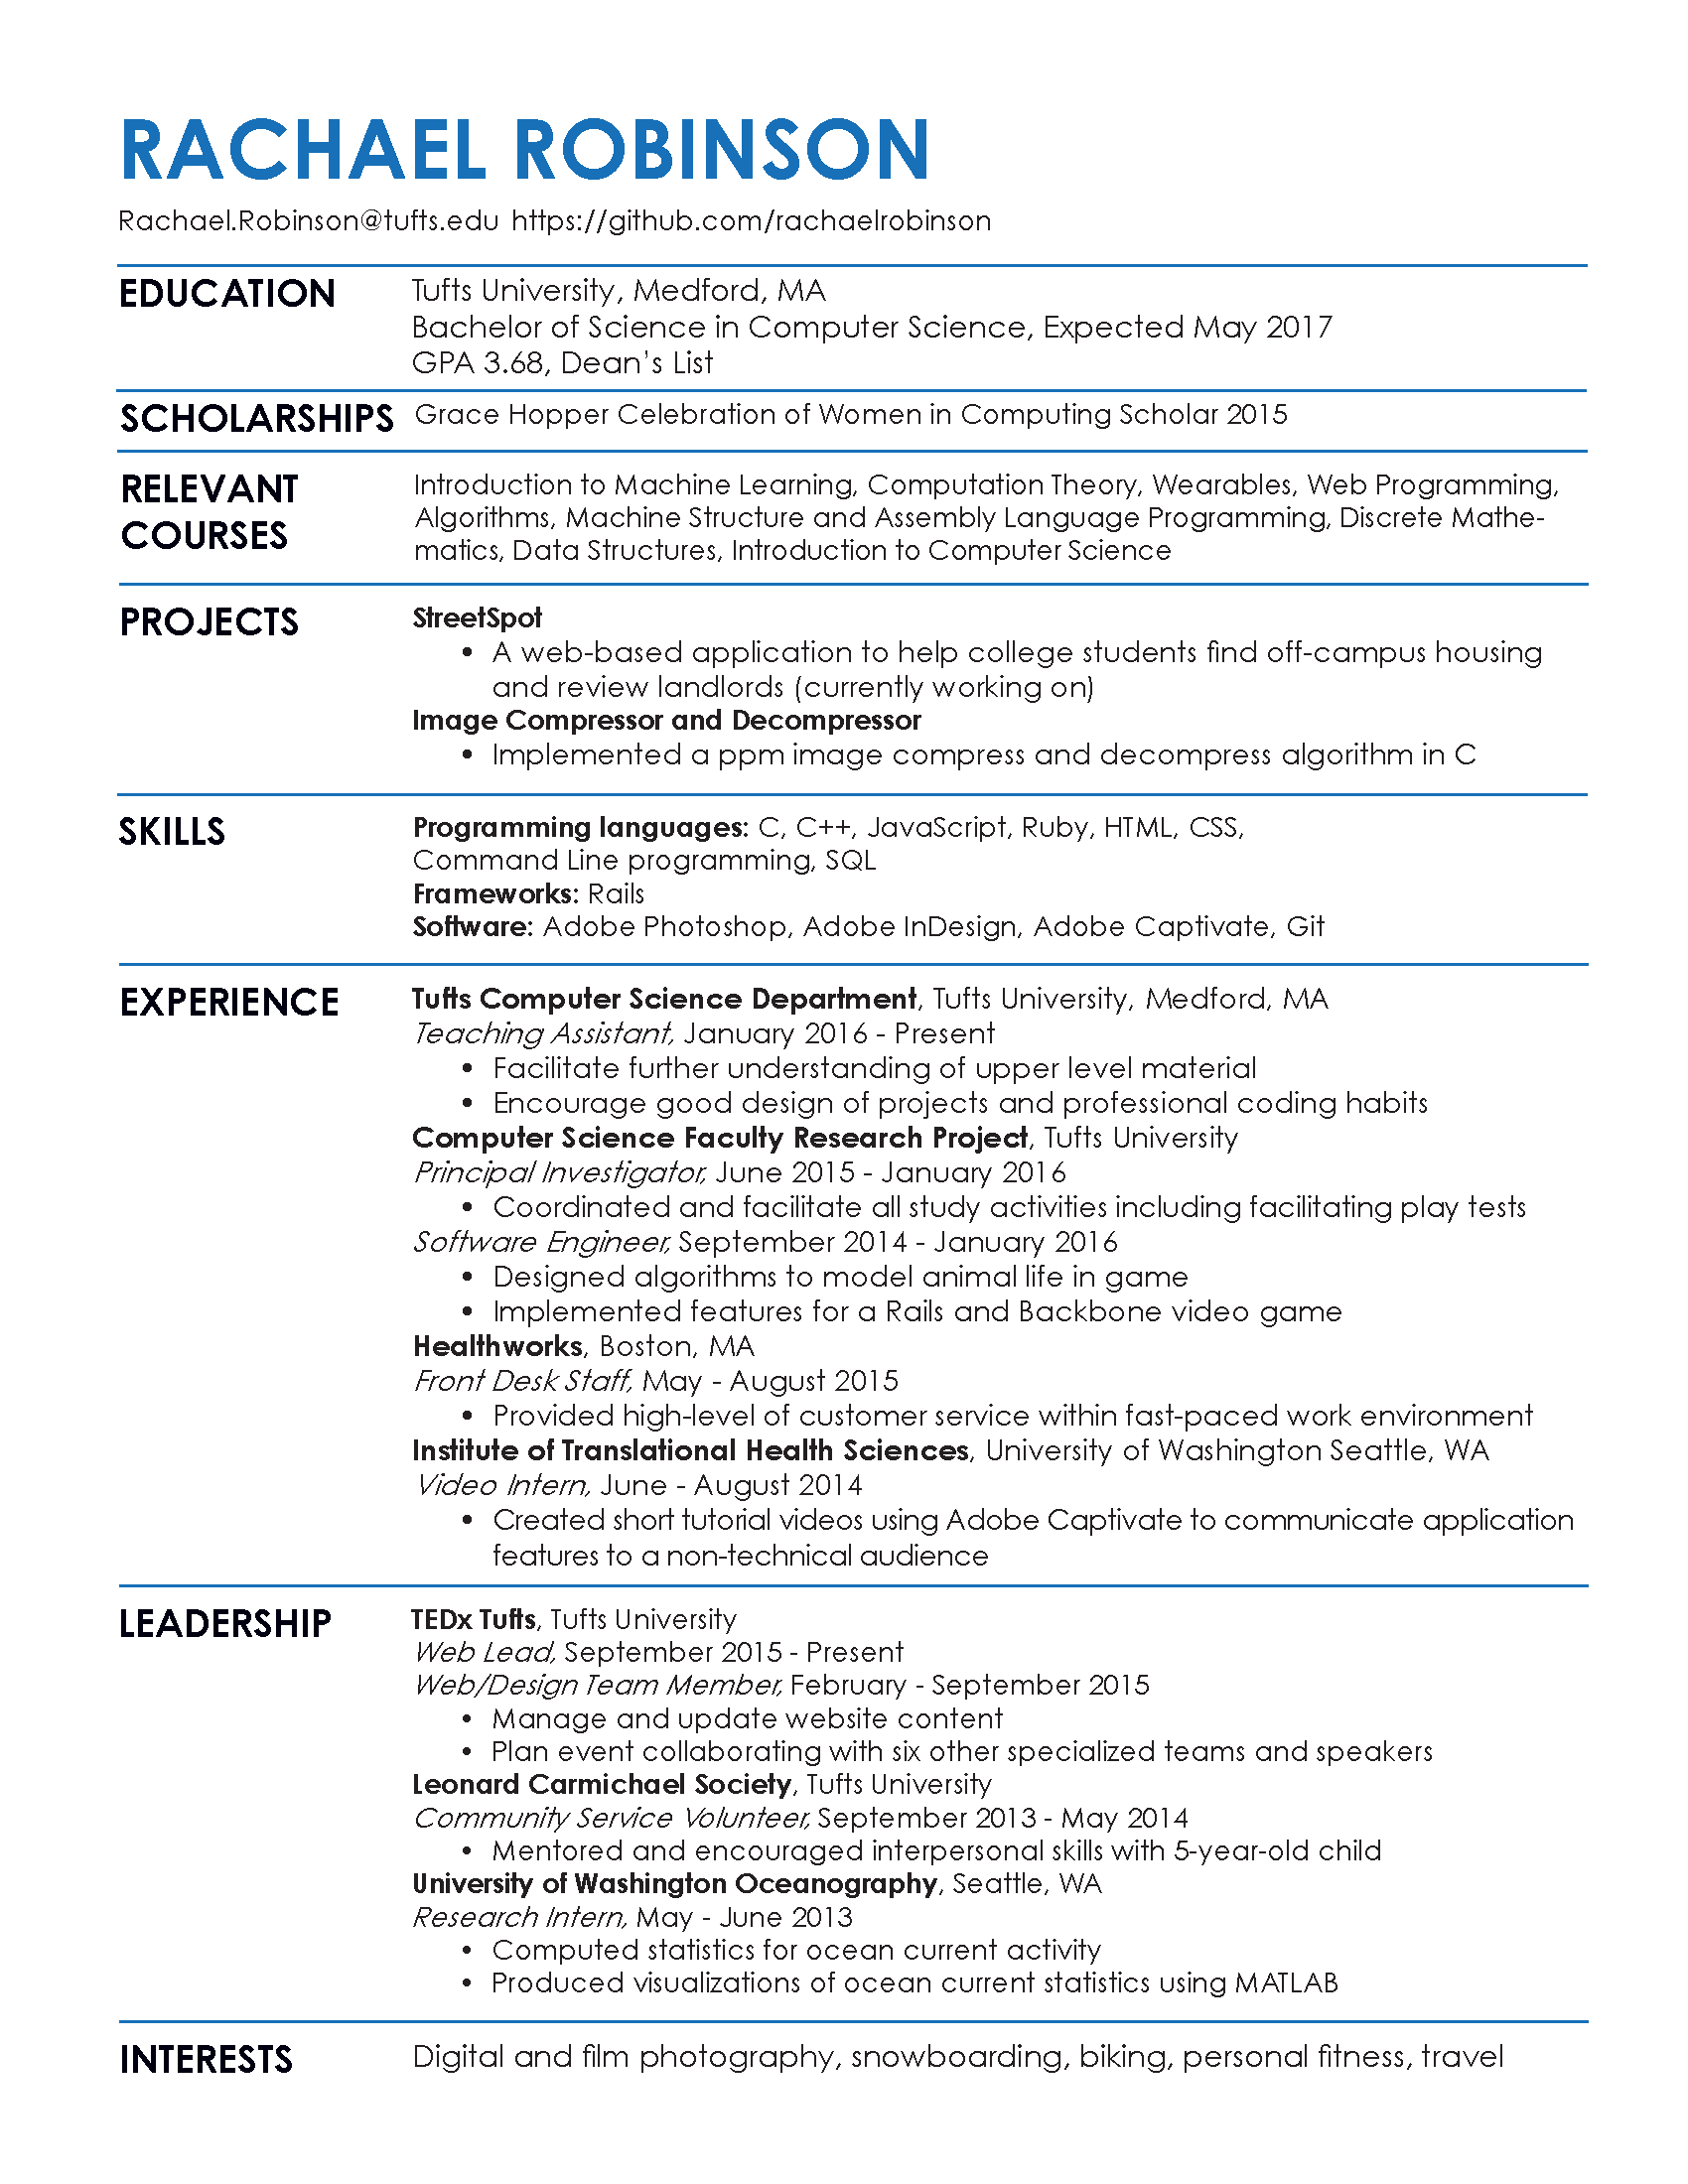 RACHAEL ROBINSON
Rachael.Robinson@tufts.edu https://github.com/rachaelrobinson
EDUCATION
Tufts University, Medford, MA
Bachelor of Science in Computer Science, Expected May 2017
GPA 3.68, Dean's List
SCHOLARSHIPS
Grace Hopper Celebration of Women in Computing Scholar 2015
RELEVANT
COURSES
Introduction to Machine Learning, Computation Theory, Wearables, Web Programming,
Algorithms, Machine Structure and Assembly Language Programming, Discrete Mathe-
matics, Data Structures, Introduction to Computer Science
PROJECTS
StreetSpot
• A web-based application to help college students find off-campus housing
and review landlords (currently working on)
Image Compressor and Decompressor
• Implemented a ppm image compress and decompress algorithm in C
SKILLS
Programming languages: C, C++, JavaScript, Ruby, HTML, CSS,
Command Line programming, SQL
Frameworks: Rails
Software: Adobe Photoshop, Adobe InDesign, Adobe Captivate, Git
EXPERIENCE
Tufts Computer Science Department, Tufts University, Medford, MA
Teaching Assistant, January 2016 - Present
• Facilitate further understanding of upper level material
• Encourage good design of projects and professional coding habits
Computer Science Faculty Research Project, Tufts University
Principal Investigator, June 2015 - January 2016
• Coordinated and facilitate all study activities including facilitating play tests
Software Engineer, September 2014 - January 2016
• Designed algorithms to model animal life in game
• Implemented features for a Rails and Backbone video game
Healthworks, Boston, MA
Front Desk Staff, May - August 2015
• Provided high-level of customer service within fast-paced work environment
Institute of Translational Health Sciences, University of Washington Seattle, WA
Video Intern, June - August 2014
• Created short tutorial videos using Adobe Captivate to communicate application
features to a non-technical audience
LEADERSHIP
TEDx Tufts, Tufts University
Web Lead, September 2015 - Present
Web/Design Team Member, February - September 2015
• Manage and update website content
• Plan event collaborating with six other specialized teams and speakers
Leonard Carmichael Society, Tufts University
Community Service Volunteer, September 2013 - May 2014
• Mentored and encouraged interpersonal skills with 5-year-old child
University of Washington Oceanography, Seattle, WA
Research Intern, May - June 2013
• Computed statistics for ocean current activity
• Produced visualizations of ocean current statistics using MATLAB
INTERESTS
Digital and film photography, snowboarding, biking, personal fitness, travel